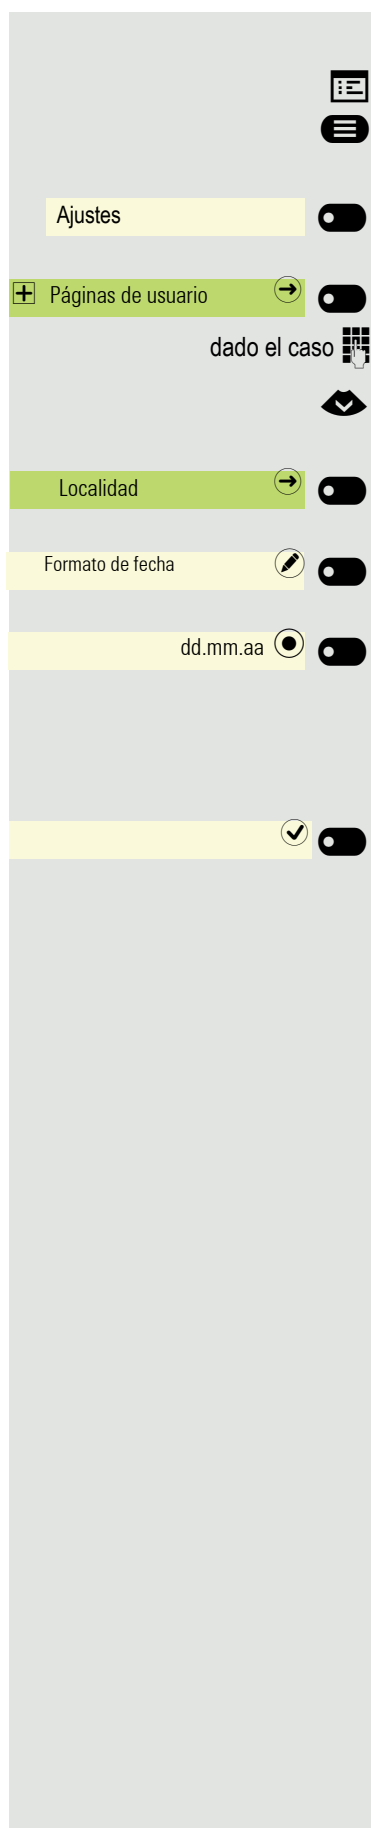 Ajustes
Páginas de usuario
dado el caso
Localidad
Formato de fecha
dd.mm.aa